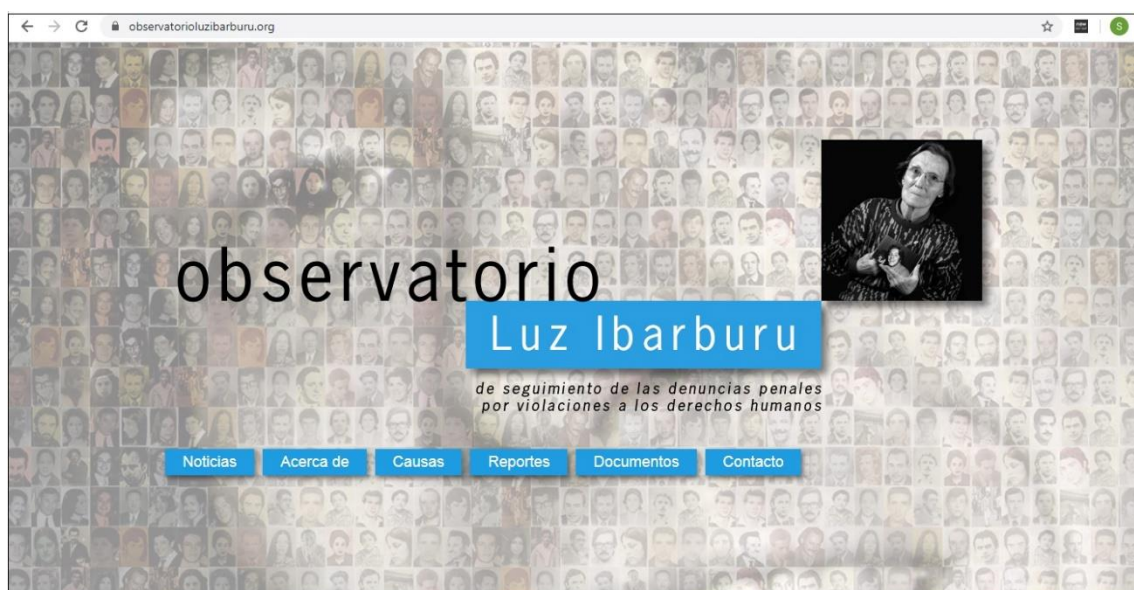 observatorioluzibarburu.org
S
observatorio
Luz Ibarburu
de seguimiento de las denuncias penales
por violaciones a los derechos humanos
Noticias Acerca de Causas Reportes Documentos Contacto